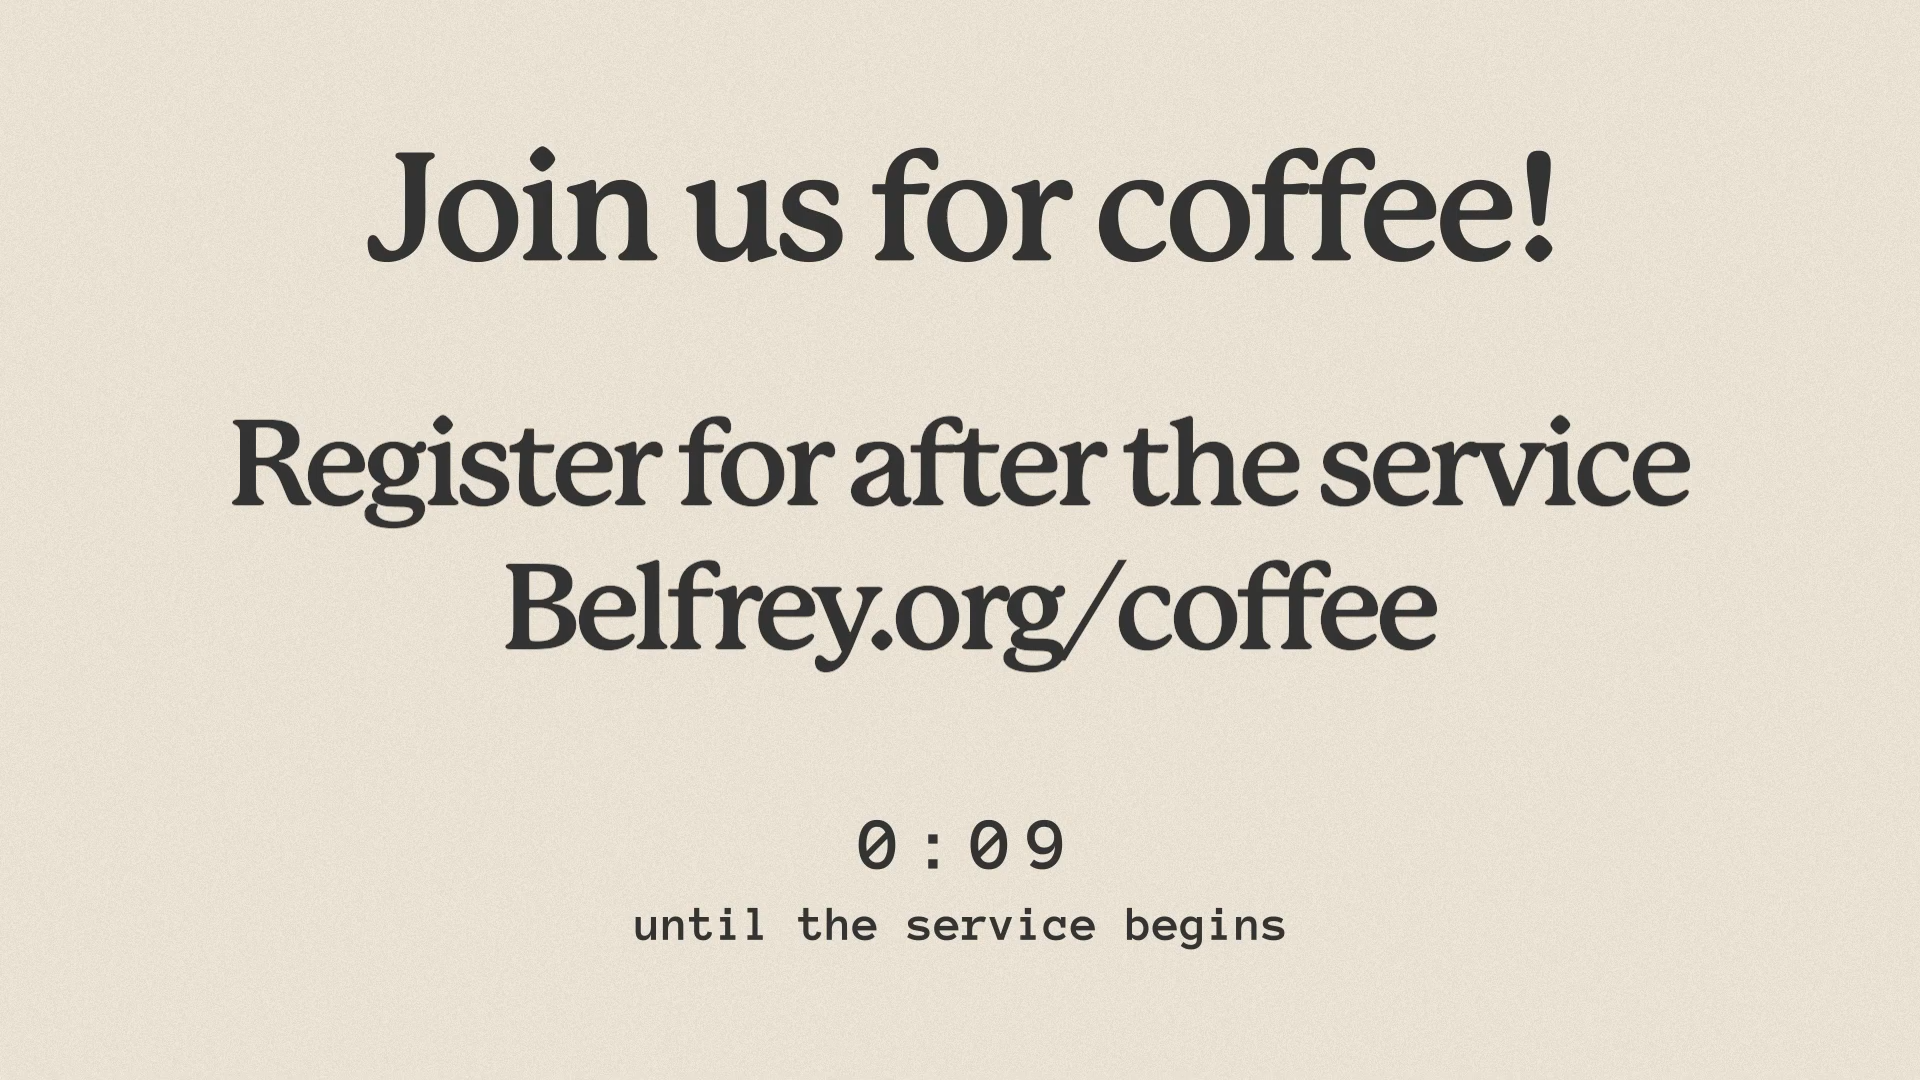 Join us for coffee!
Register for after the service
Belfrey.org/coffee
0:09
until the service begins